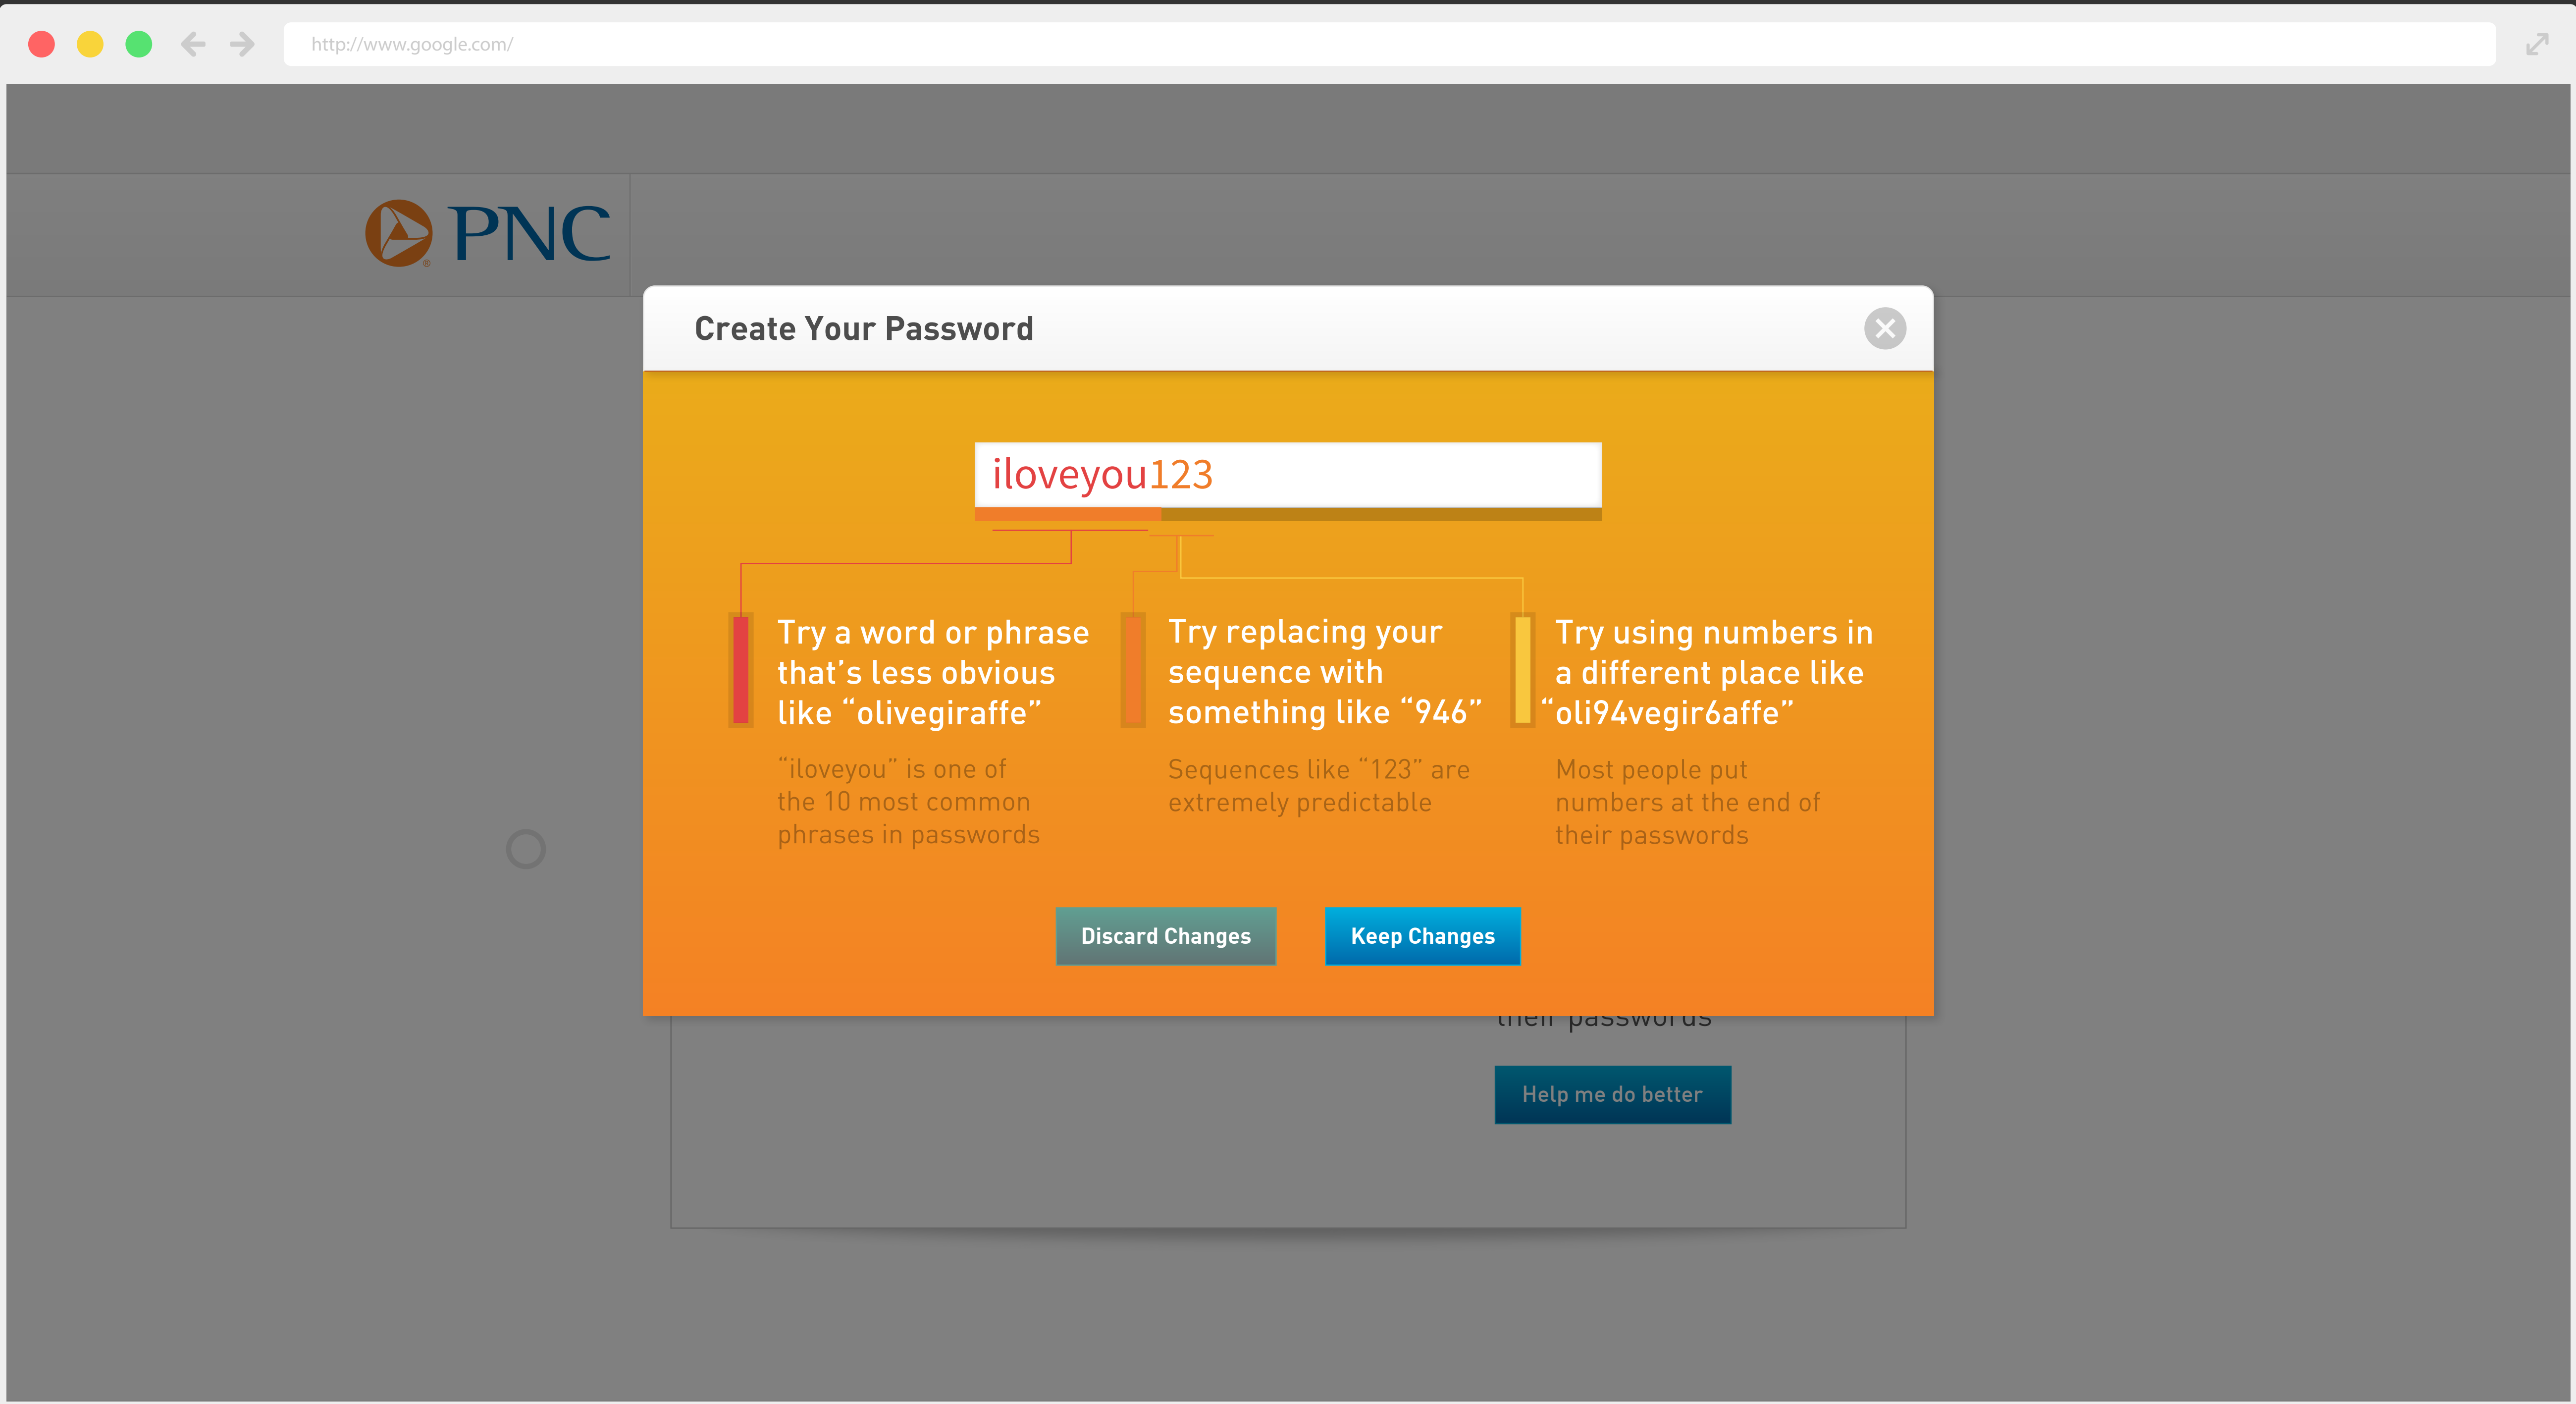 http://www.google.com/
PNC
®
Create Your Password
iloveyou123
Try a word or phrase
that’s less obvious
like “olivegiraffe”
“iloveyou” is one of
the 10 most common
phrases in passwords
Try replacing your
sequence with
something like “946”
Sequences like “123” are
extremely predictable
Try using numbers in
a different place like
“oli94vegir6affe”
Most people put
numbers at the end of
their passwords
Discard Changes
Keep Changes
their passwords
Help me do better